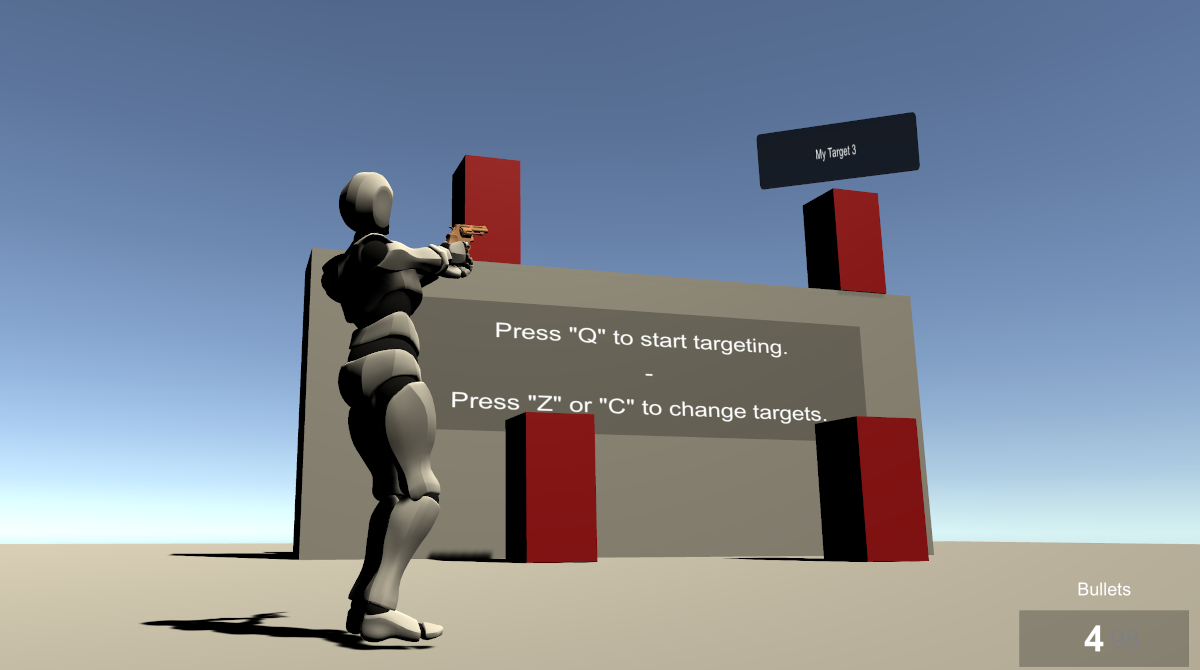 My Target 3
Press "Q" to start targeting.
-
Press "Z" or "C" to change targets.
Bullets
4